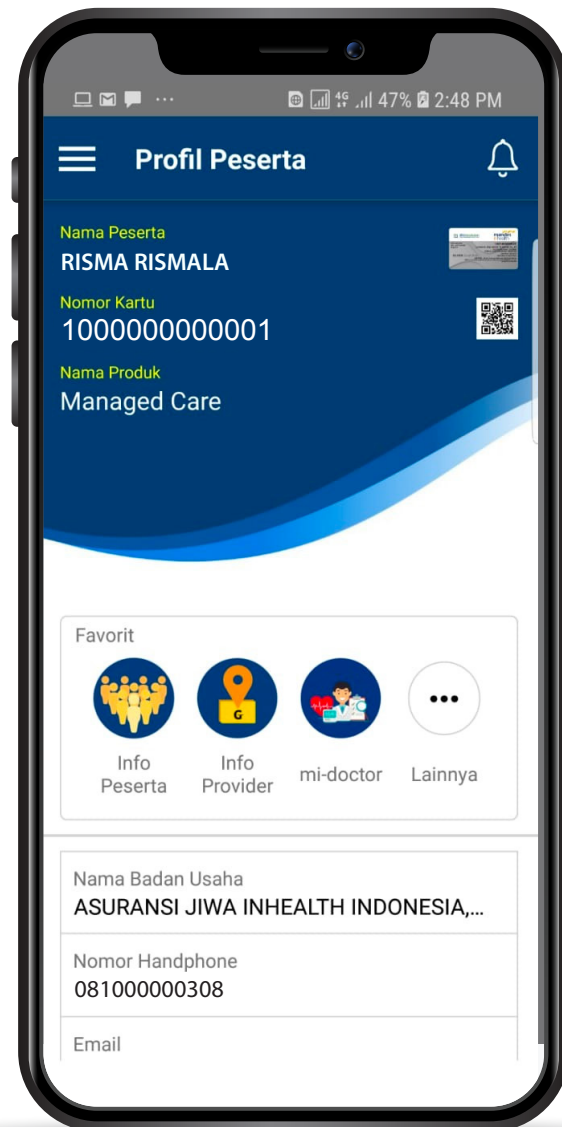 4G 47% 2:48 PM
Profil Peserta
Nama Peserta
RISMA RISMALA
Nomor Kartu
1000000000001
Nama Produk
Managed Care
Favorit
G
Info Peserta
Info Provider
mi-doctor
Lainnya
Nama Badan Usaha
ASURANSI JIWA INHEALTH INDONESIA,...
Nomor Handphone
081000000308
Email